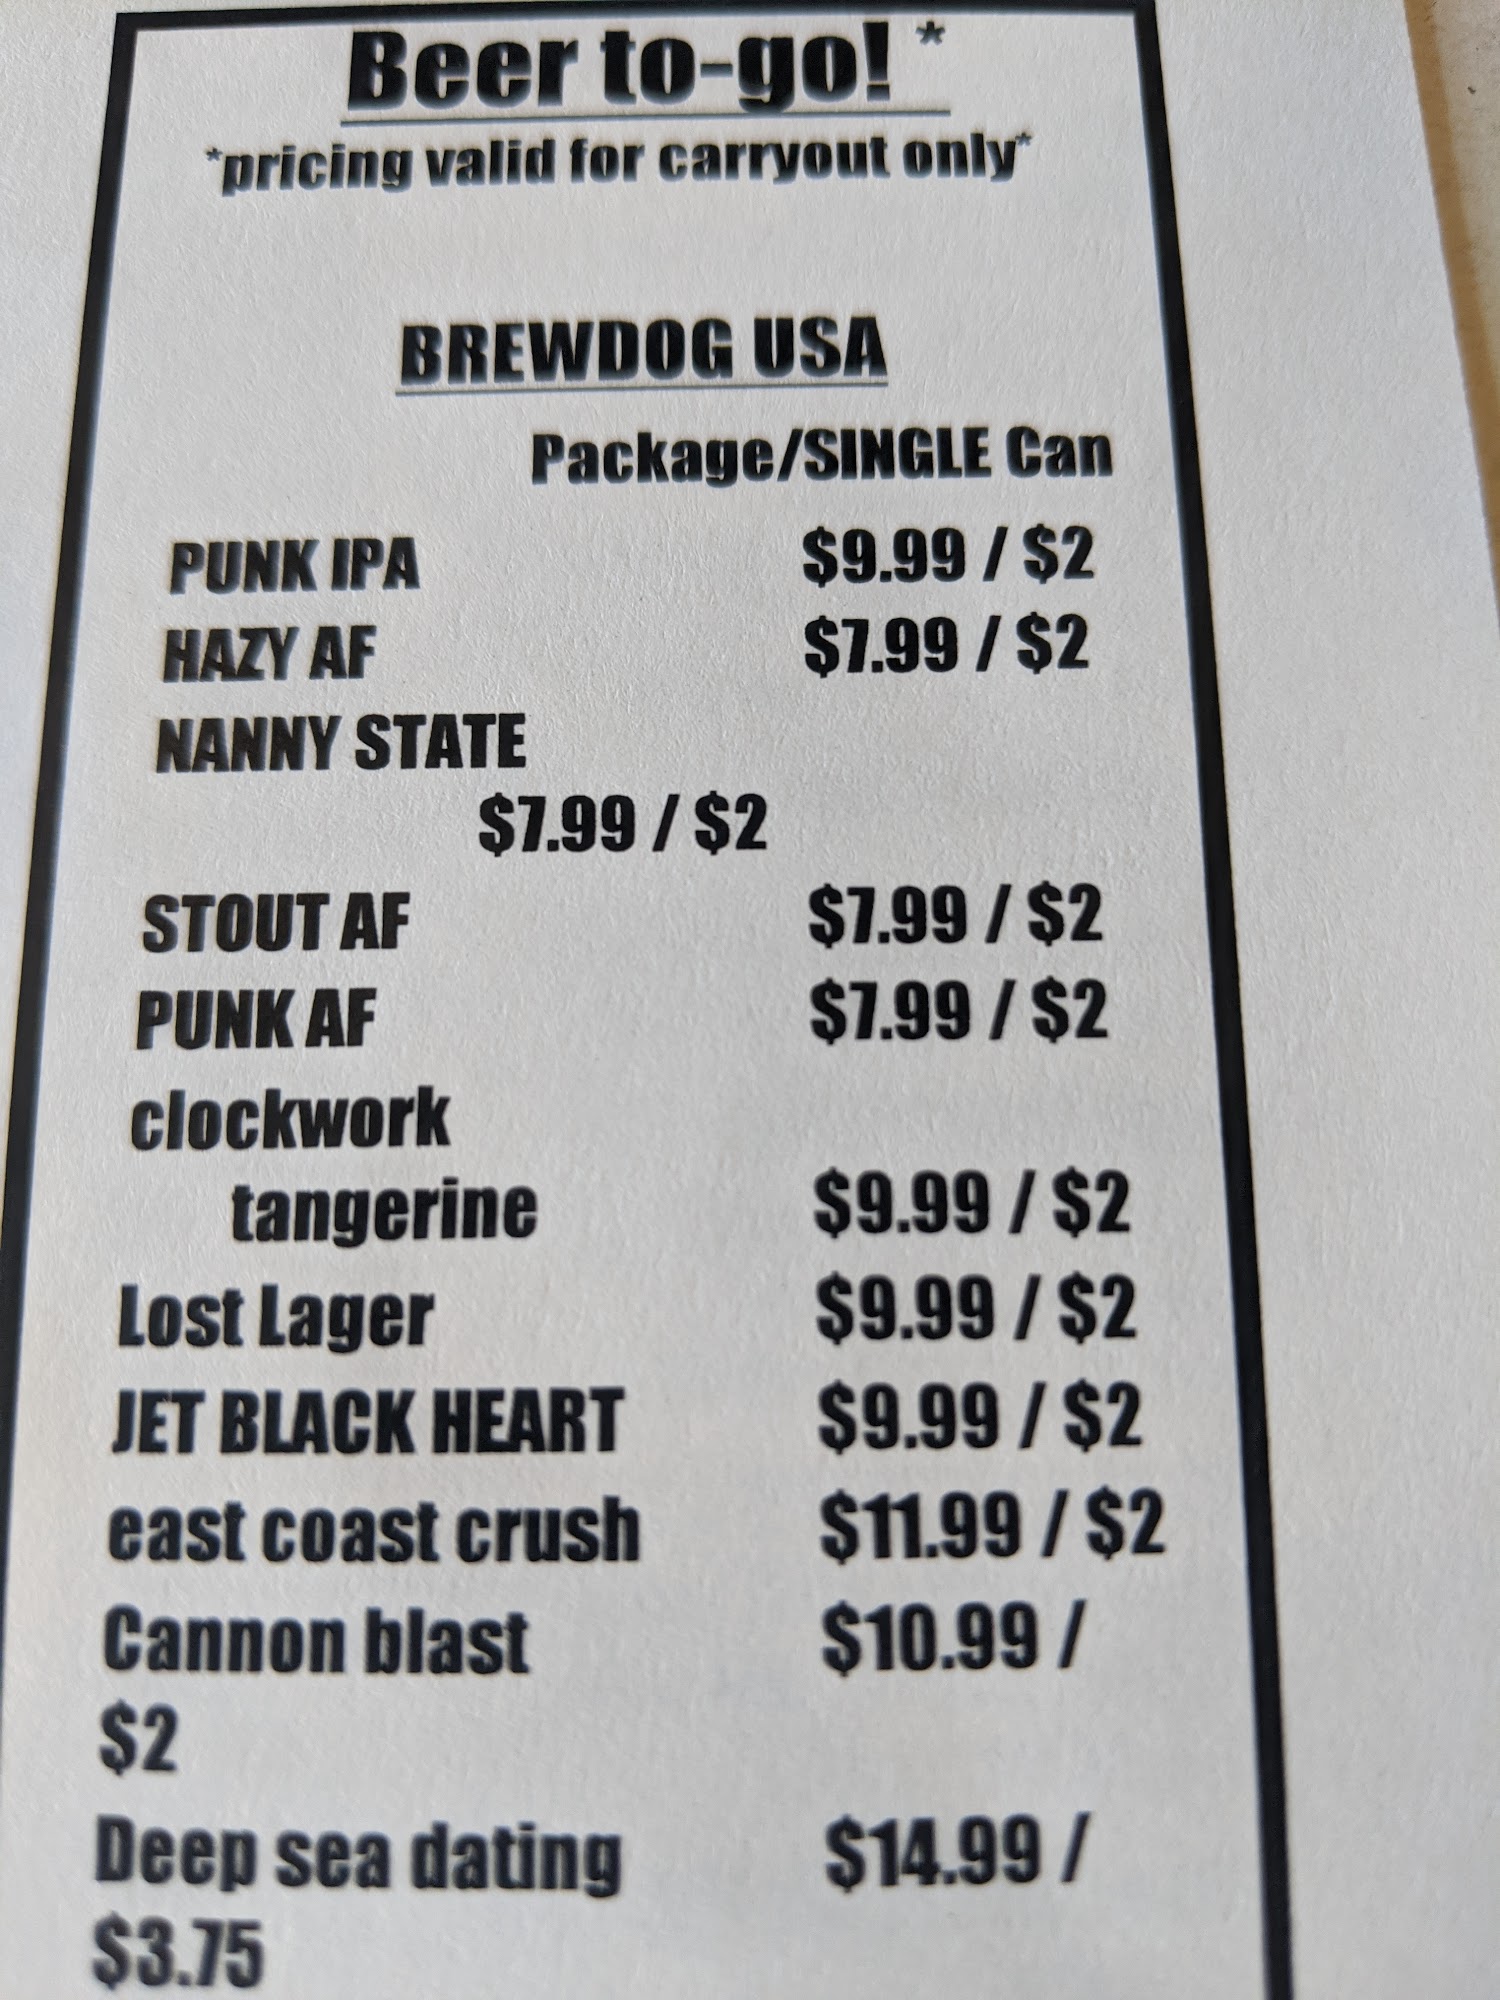 Beer to-go! *
*pricing valid for carryout only*
BREWDOG USA
Package/SINGLE Can
PUNK IPA $9.99 / $2
HAZY AF $7.99 / $2
NANNY STATE
$7.99 / $2
STOUT AF $7.99 / $2
PUNK AF $7.99 / $2
clockwork
tangerine $9.99 / $2
Lost Lager $9.99 / $2
JET BLACK HEART $9.99 / $2
east coast crush $11.99 / $2
Cannon blast $10.99 /
$2
Deep sea dating $14.99 /
$3.75